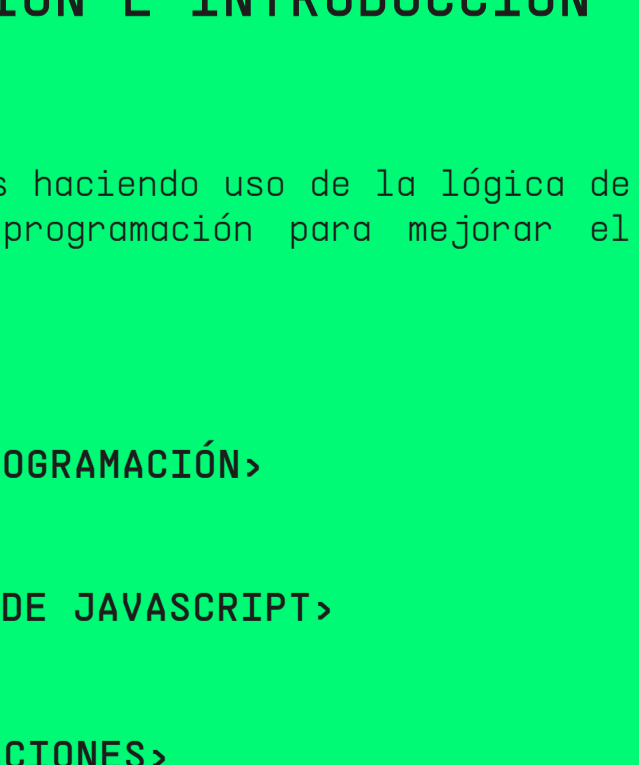 IÓN E INTRODUCCIÓN
s haciendo uso de la lógica de
programación para mejorar el
OGRAMACIÓN>
DE JAVASCRIPT>
CIONES>